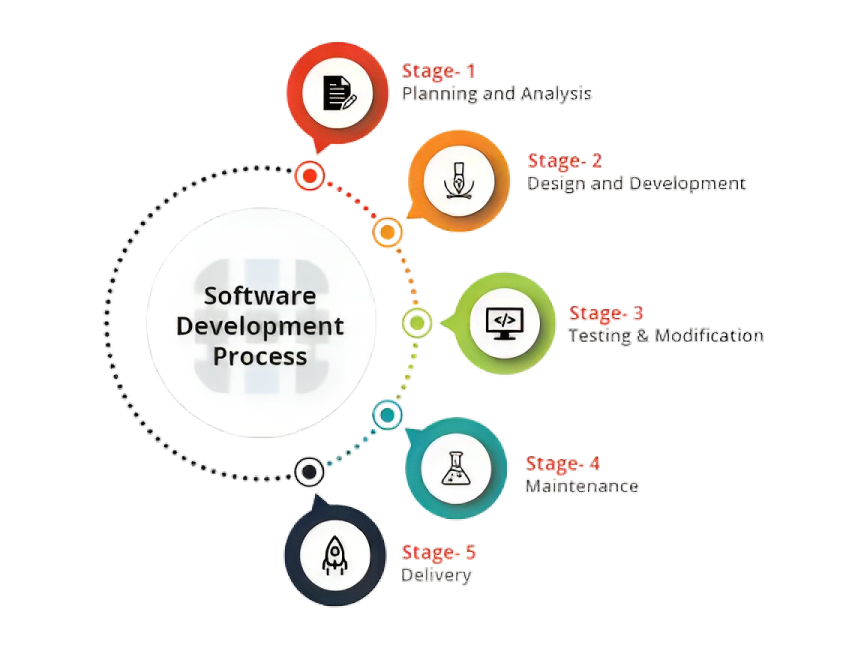 Stage- 1
Planning and Analysis
Stage- 2
Design and Development
Software
Development
Process
Stage- 3
Testing & Modification
Stage- 4
Maintenance
Stage- 5
Delivery